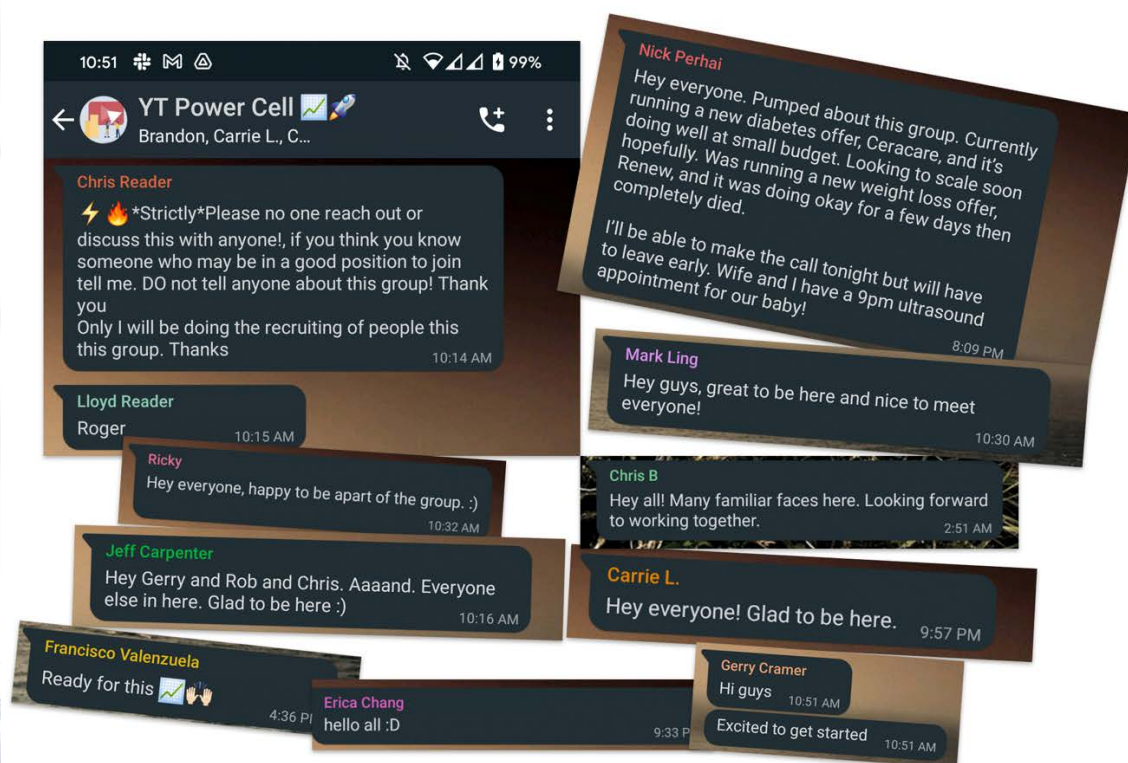 10:51
99%
YT Power Cell 📈🚀
Brandon, Carrie L., C...
Chris Reader
⚡🔥*Strictly*Please no one reach out or
discuss this with anyone!, if you think you know
someone who may be in a good position to join
tell me. DO not tell anyone about this group! Thank
you
Only I will be doing the recruiting of people this
this group. Thanks
10:14 AM
Lloyd Reader
Roger
10:15 AM
Ricky
Hey everyone, happy to be apart of the group. :)
10:32 AM
Jeff Carpenter
Hey Gerry and Rob and Chris. Aaaand. Everyone
else in here. Glad to be here :)
10:16 AM
Francisco Valenzuela
Ready for this 📈🙌🏻
4:36 P
Erica Chang
hello all :D
9:33 P
Nick Perhai
Hey everyone. Pumped about this group. Currently
running a new diabetes offer, Ceracare, and it's
doing well at small budget. Looking to scale soon
hopefully. Was running a new weight loss offer,
Renew, and it was doing okay for a few days then
completely died.
I'll be able to make the call tonight but will have
to leave early. Wife and I have a 9pm ultrasound
appointment for our baby!
8:09 PM
Mark Ling
Hey guys, great to be here and nice to meet
everyone!
10:30 AM
Chris B
Hey all! Many familiar faces here. Looking forward
to working together.
2:51 AM
Carrie L.
Hey everyone! Glad to be here.
9:57 PM
Gerry Cramer
Hi guys
10:51 AM
Excited to get started
10:51 AM